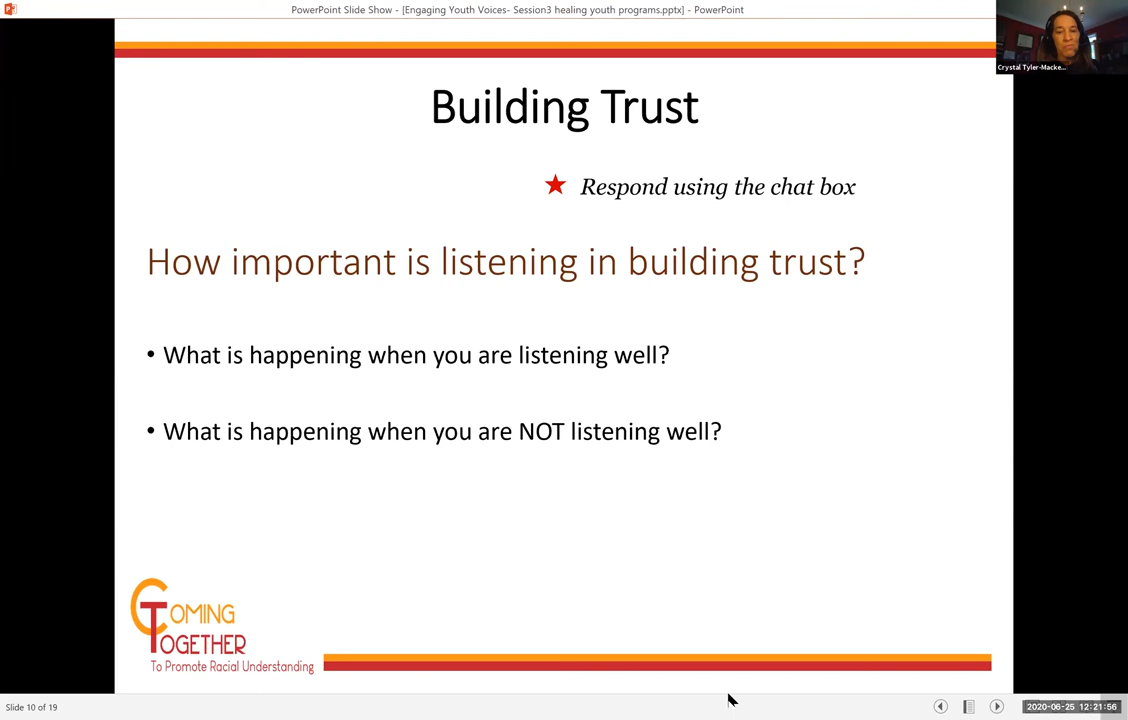 PowerPoint Slide Show - [Engaging Youth Voices- Session3 healing youth programs.pptx] - PowerPoint
Crystal Tyler-Macke...
Building Trust
Respond using the chat box
How important is listening in building trust?
• What is happening when you are listening well?
• What is happening when you are NOT listening well?
COMING
TOGETHER
To Promote Racial Understanding
Slide 10 of 19
2020-06-25 12:21:56